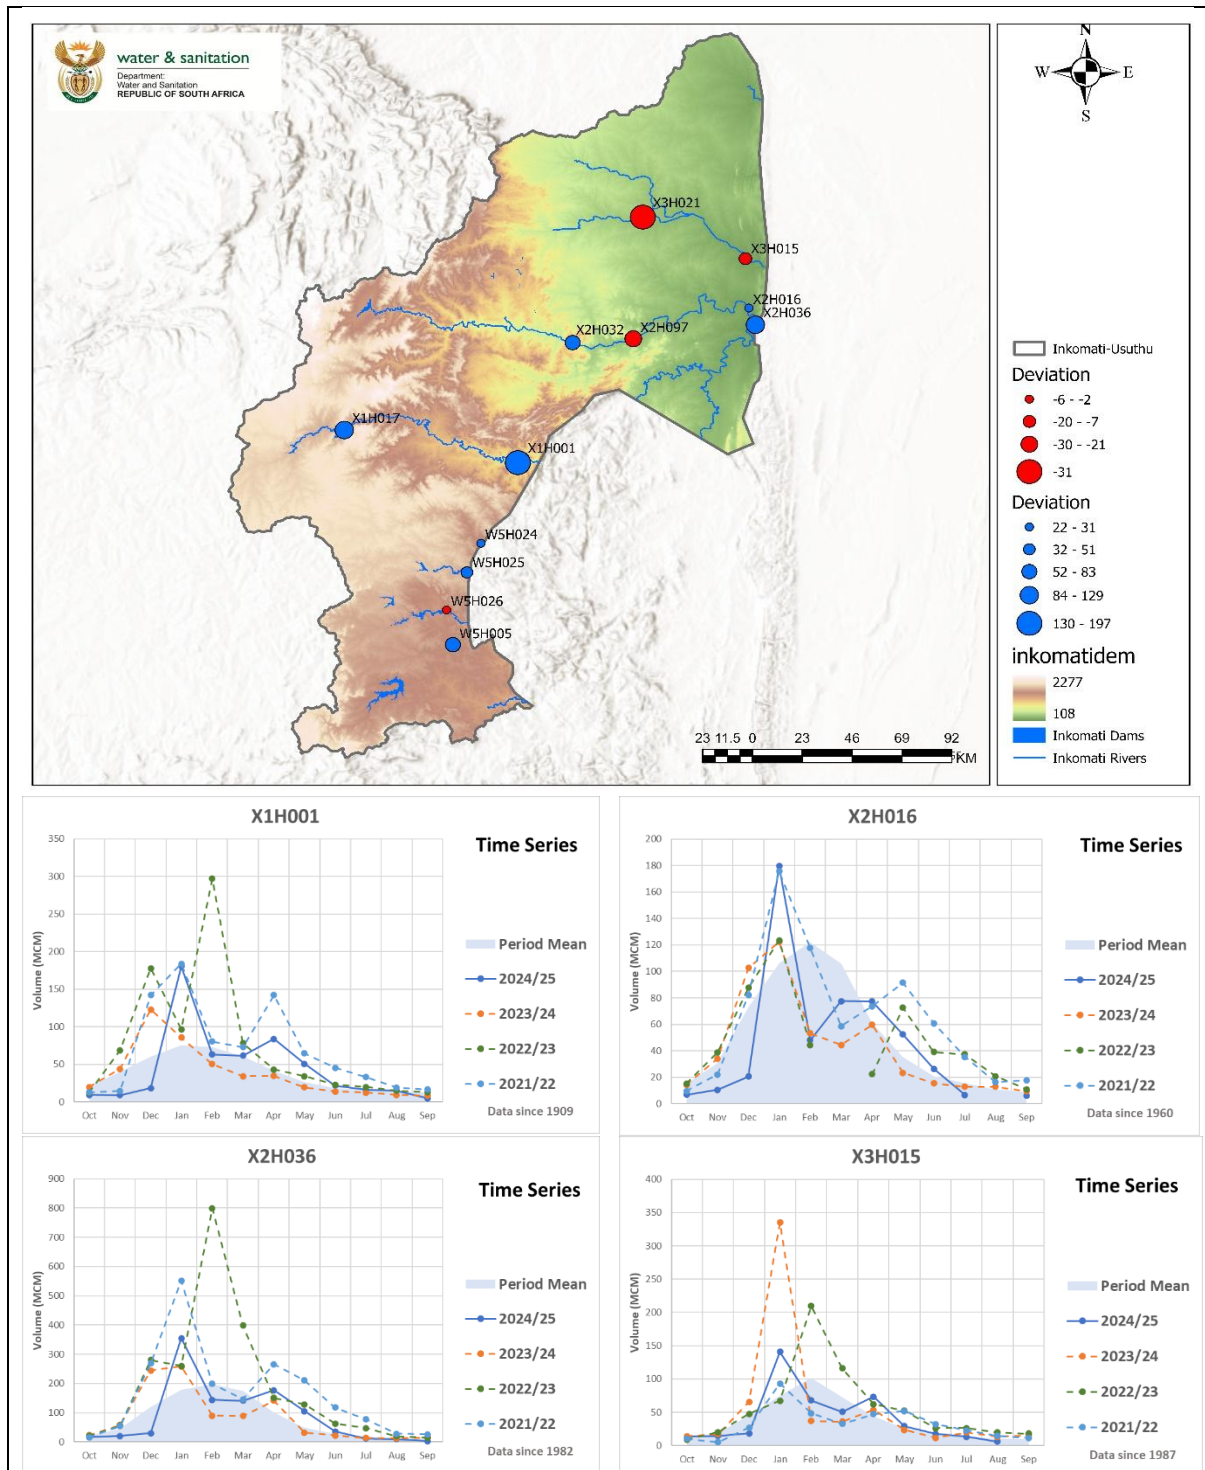 water & sanitation
Department:
Water and Sanitation
REPUBLIC OF SOUTH AFRICA
N
W E
S
X3H021
X3H015
X2H016
X2H036
X2H032
X2H097
X1H017
X1H001
W5H024
W5H025
W5H026
W5H005
23 11.5 0 23 46 69 92
KM
Inkomati-Usuthu
Deviation
-6 - -2
-20 - -7
-30 - -21
-31
Deviation
22 - 31
32 - 51
52 - 83
84 - 129
130 - 197
inkomatidem
2277
108
Inkomati Dams
Inkomati Rivers
X1H001
Time Series
Volume (MCM)
350
300
250
200
150
100
50
0
Oct Nov Dec Jan Feb Mar Apr May Jun Jul Aug Sep
Period Mean
2024/25
2023/24
2022/23
2021/22
Data since 1909
X2H016
Time Series
Volume (MCM)
200
180
160
140
120
100
80
60
40
20
0
Oct Nov Dec Jan Feb Mar Apr May Jun Jul Aug Sep
Period Mean
2024/25
2023/24
2022/23
2021/22
Data since 1960
X2H036
Time Series
Volume (MCM)
900
800
700
600
500
400
300
200
100
0
Oct Nov Dec Jan Feb Mar Apr May Jun Jul Aug Sep
Period Mean
2024/25
2023/24
2022/23
2021/22
Data since 1982
X3H015
Time Series
Volume (MCM)
400
350
300
250
200
150
100
50
0
Oct Nov Dec Jan Feb Mar Apr May Jun Jul Aug Sep
Period Mean
2024/25
2023/24
2022/23
2021/22
Data since 1987